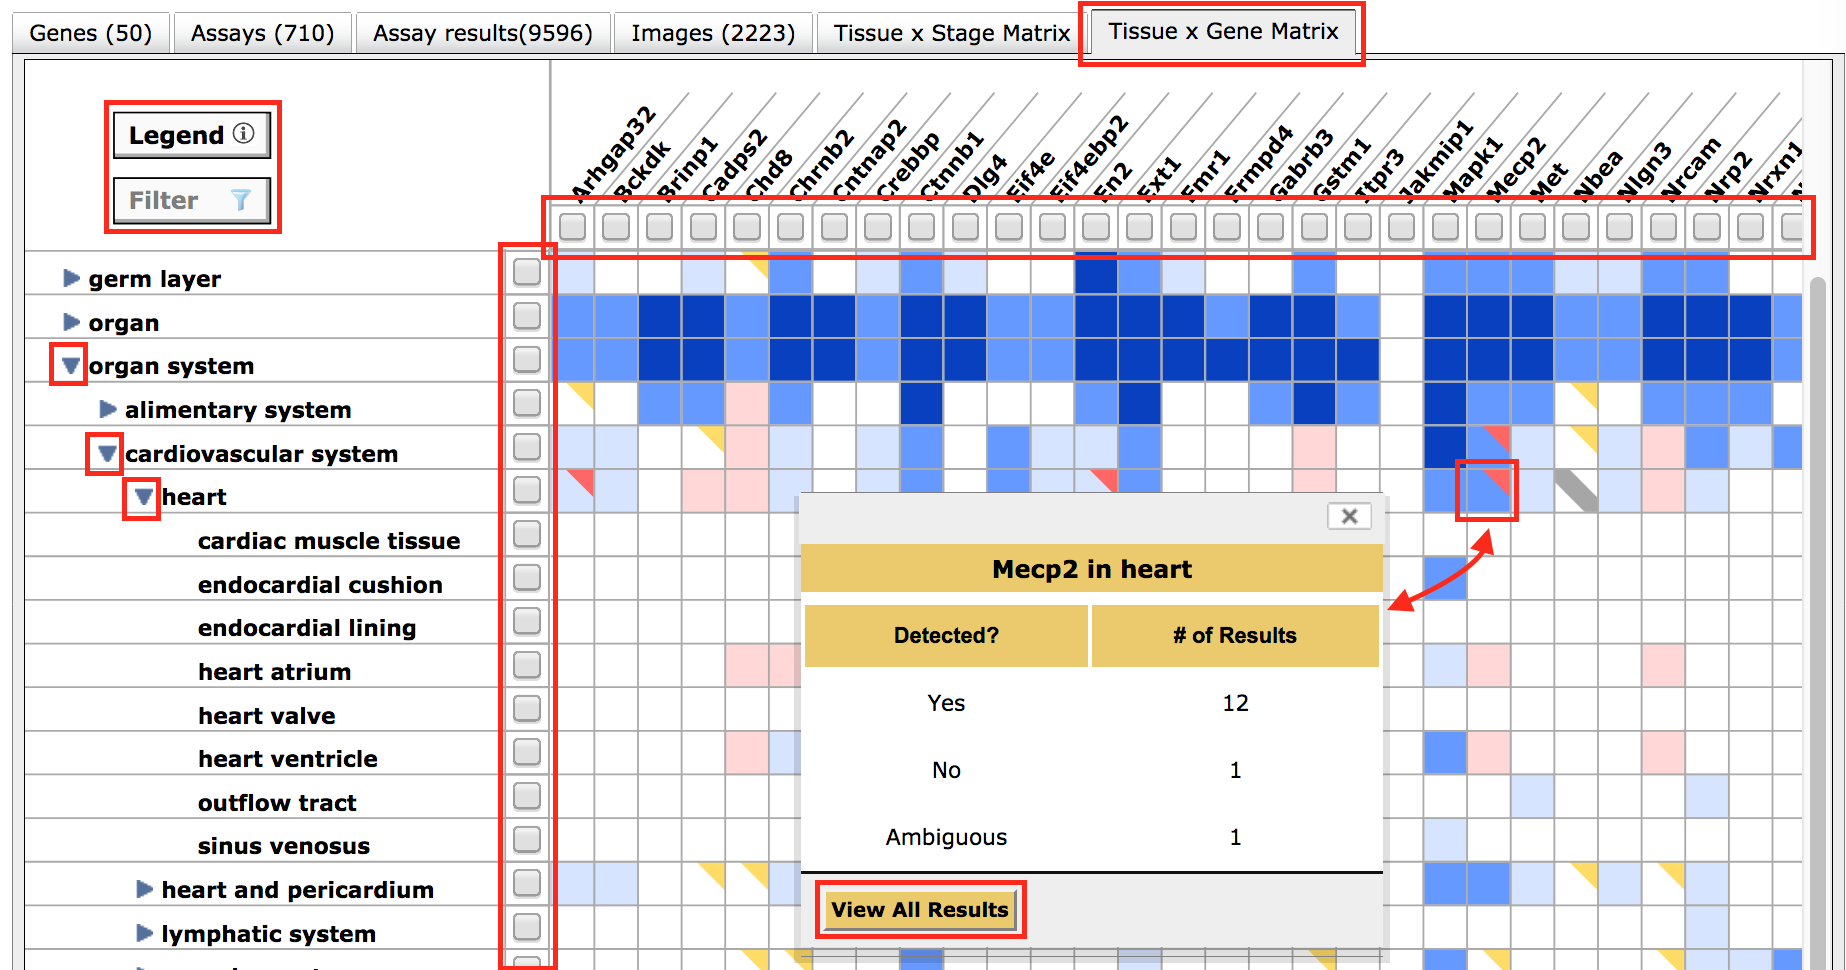 Genes (50)
Assays (710)
Assay results(9596)
Images (2223)
Tissue x Stage Matrix
Tissue x Gene Matrix
Legend
Filter
Arhgap32
Bckdk
Brinp1
Cadps2
Chd8
Chrnb2
Cntnap2
Crebbp
Ctnnb1
Dlg4
Eif4e
Eif4ebp2
En2
Ext1
Fmr1
Frmpd4
Gabrb3
Gstm1
Itpr3
Jakmip1
Mapk1
Mecp2
Met
Nbea
Nlgn3
Nrcam
Nrp2
Nrxn1
germ layer
organ
organ system
alimentary system
cardiovascular system
heart
cardiac muscle tissue
endocardial cushion
endocardial lining
heart atrium
heart valve
heart ventricle
outflow tract
sinus venosus
heart and pericardium
lymphatic system
Mecp2 in heart
Detected? # of Results
Yes 12
No 1
Ambiguous 1
View All Results